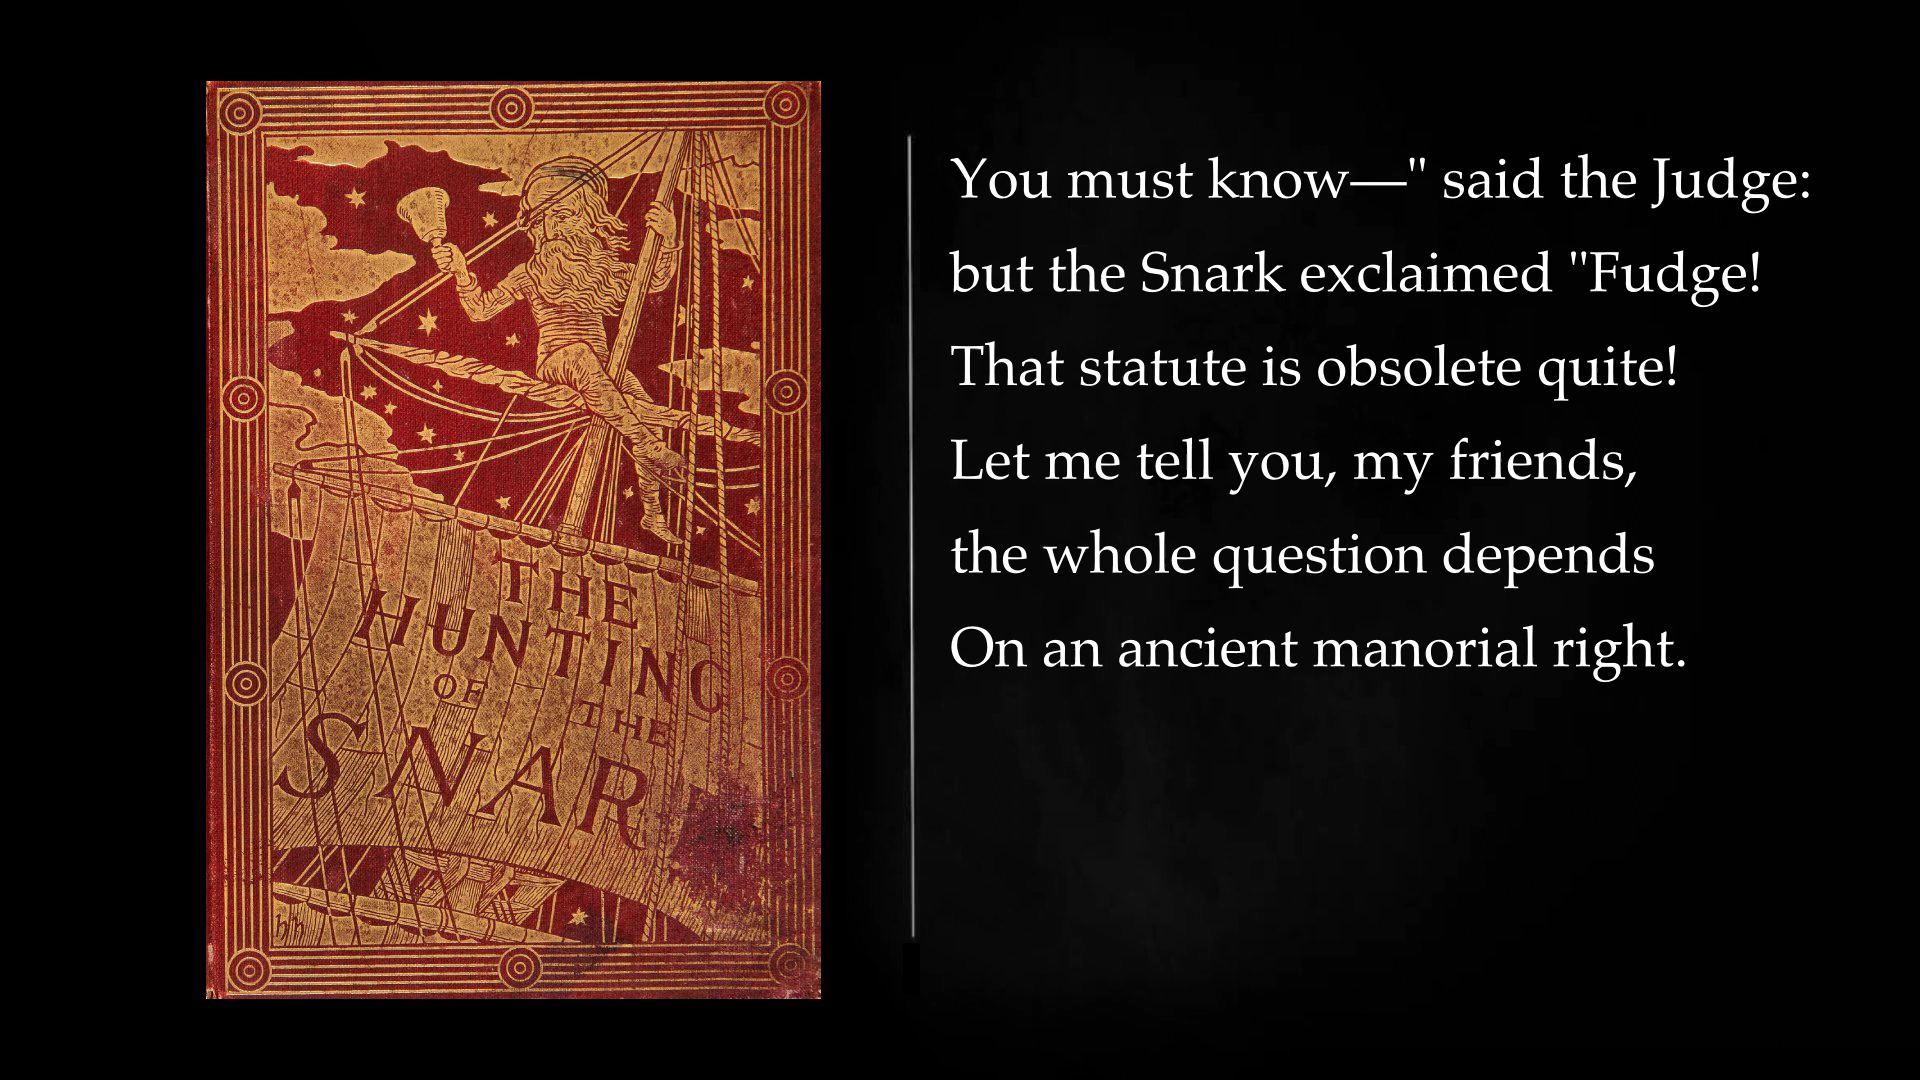 THE
HUNTING
OF THE
SNAR
You must know—" said the Judge:
but the Snark exclaimed "Fudge!
That statute is obsolete quite!
Let me tell you, my friends,
the whole question depends
On an ancient manorial right.